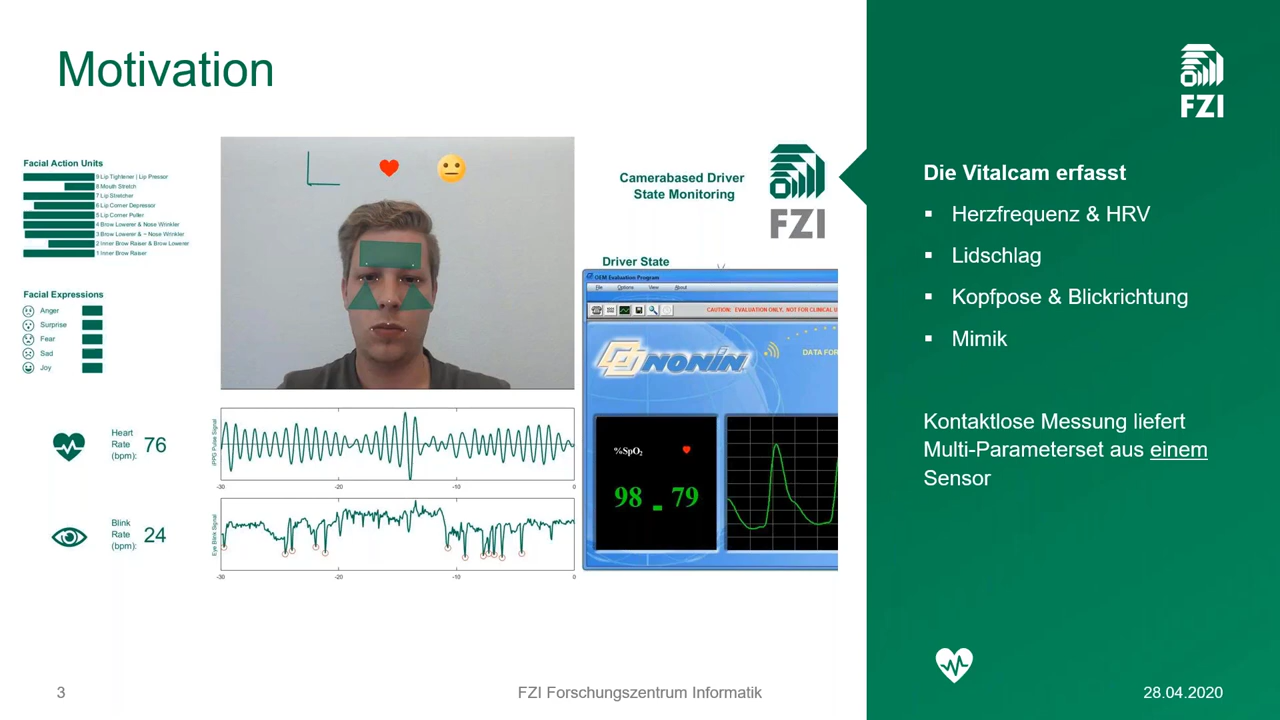 Motivation
Facial Action Units
9 Lip Tightener | Lip Pressor
8 Mouth Stretch
7 Lip Stretcher
6 Lip Corner Depressor
5 Lip Corner Puller
4 Brow Lowerer & Nose Wrinkler
3 Brow Lowerer & ~ Nose Wrinkler
2 Inner Brow Raiser & Brow Lowerer
1 Inner Brow Raiser
Facial Expressions
Anger
Surprise
Fear
Sad
Joy
Heart
Rate
(bpm):
76
Blink
Rate
(bpm):
24
iPPG Pulse Signal
-30 -20 -10 0
Eye Blink Signal
-30 -20 -10 0
Camerabased Driver
State Monitoring
FZI
Driver State
OEM Evaluation Program
File Options View About
CAUTION: EVALUATION ONLY, NOT FOR CLINICAL U
NONIN
DATA FOR
%SpO2
98 79
FZI
Die Vitalcam erfasst
▪ Herzfrequenz & HRV
▪ Lidschlag
▪ Kopfpose & Blickrichtung
▪ Mimik
Kontaktlose Messung liefert
Multi-Parameterset aus einem
Sensor
3
FZI Forschungszentrum Informatik
28.04.2020